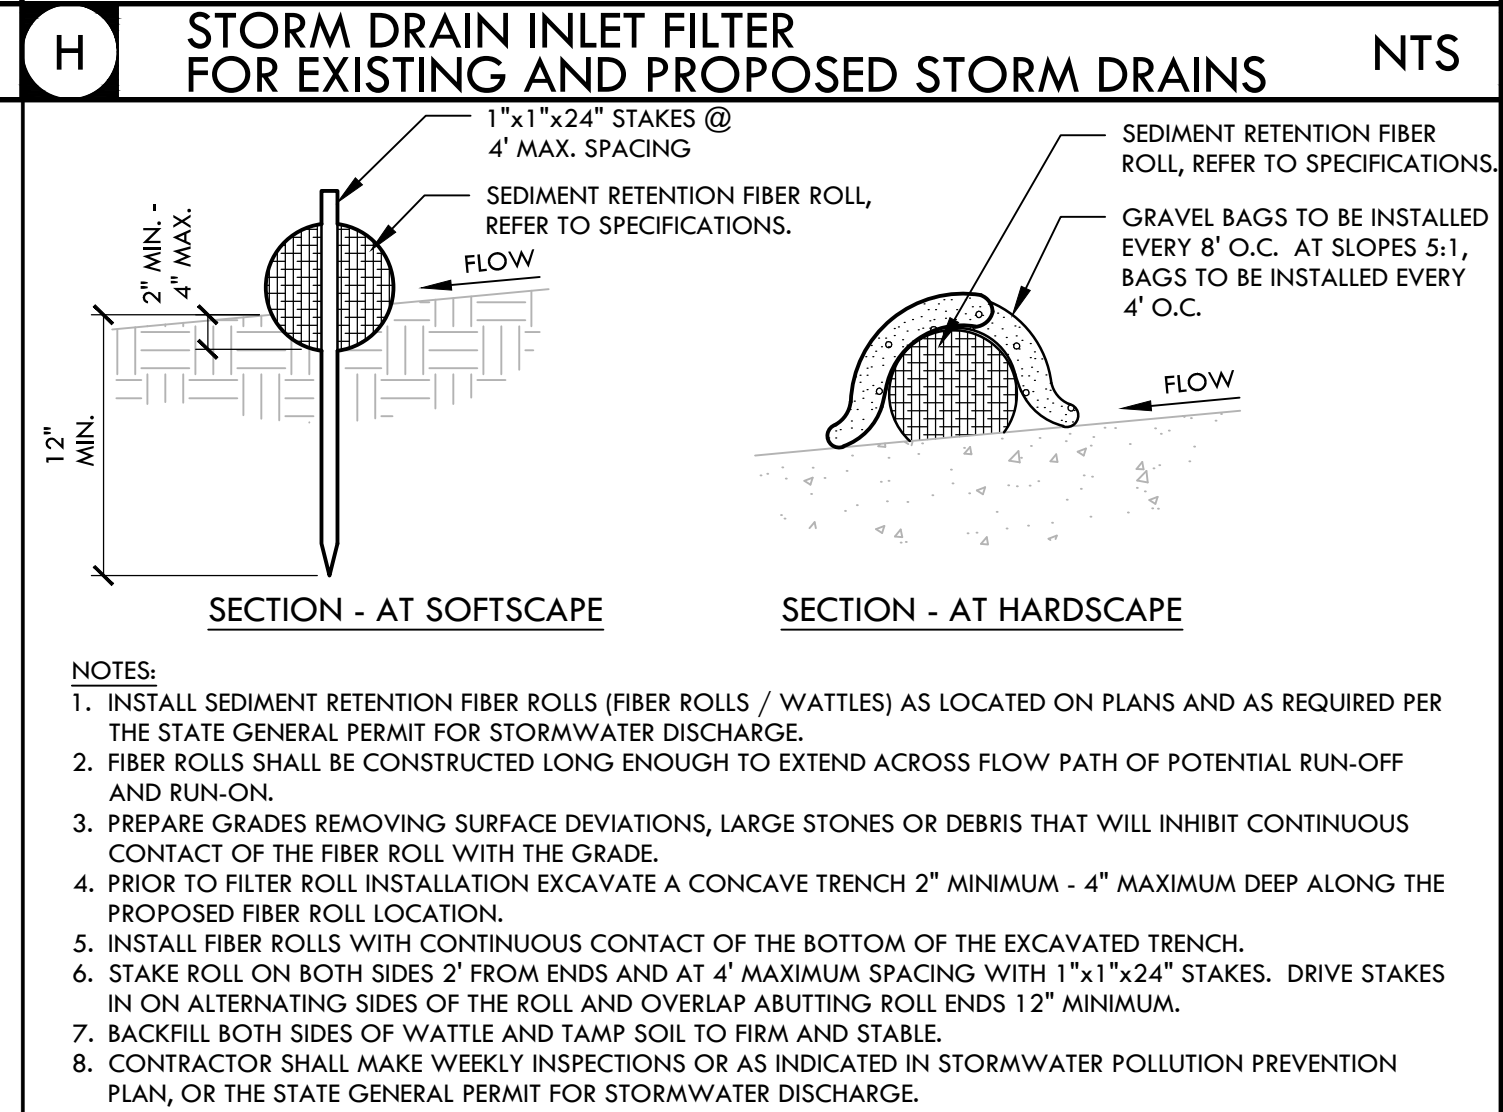 H
STORM DRAIN INLET FILTER
FOR EXISTING AND PROPOSED STORM DRAINS
NTS
1"x1"x24" STAKES @
4' MAX. SPACING
SEDIMENT RETENTION FIBER ROLL,
REFER TO SPECIFICATIONS.
FLOW
2" MIN. -
4" MAX.
12"
MIN.
SECTION - AT SOFTSCAPE
SEDIMENT RETENTION FIBER
ROLL, REFER TO SPECIFICATIONS.
GRAVEL BAGS TO BE INSTALLED
EVERY 8' O.C. AT SLOPES 5:1,
BAGS TO BE INSTALLED EVERY
4' O.C.
FLOW
SECTION - AT HARDSCAPE
NOTES:
1. INSTALL SEDIMENT RETENTION FIBER ROLLS (FIBER ROLLS / WATTLES) AS LOCATED ON PLANS AND AS REQUIRED PER
THE STATE GENERAL PERMIT FOR STORMWATER DISCHARGE.
2. FIBER ROLLS SHALL BE CONSTRUCTED LONG ENOUGH TO EXTEND ACROSS FLOW PATH OF POTENTIAL RUN-OFF
AND RUN-ON.
3. PREPARE GRADES REMOVING SURFACE DEVIATIONS, LARGE STONES OR DEBRIS THAT WILL INHIBIT CONTINUOUS
CONTACT OF THE FIBER ROLL WITH THE GRADE.
4. PRIOR TO FILTER ROLL INSTALLATION EXCAVATE A CONCAVE TRENCH 2" MINIMUM - 4" MAXIMUM DEEP ALONG THE
PROPOSED FIBER ROLL LOCATION.
5. INSTALL FIBER ROLLS WITH CONTINUOUS CONTACT OF THE BOTTOM OF THE EXCAVATED TRENCH.
6. STAKE ROLL ON BOTH SIDES 2' FROM ENDS AND AT 4' MAXIMUM SPACING WITH 1"x1"x24" STAKES. DRIVE STAKES
IN ON ALTERNATING SIDES OF THE ROLL AND OVERLAP ABUTTING ROLL ENDS 12" MINIMUM.
7. BACKFILL BOTH SIDES OF WATTLE AND TAMP SOIL TO FIRM AND STABLE.
8. CONTRACTOR SHALL MAKE WEEKLY INSPECTIONS OR AS INDICATED IN STORMWATER POLLUTION PREVENTION
PLAN, OR THE STATE GENERAL PERMIT FOR STORMWATER DISCHARGE.